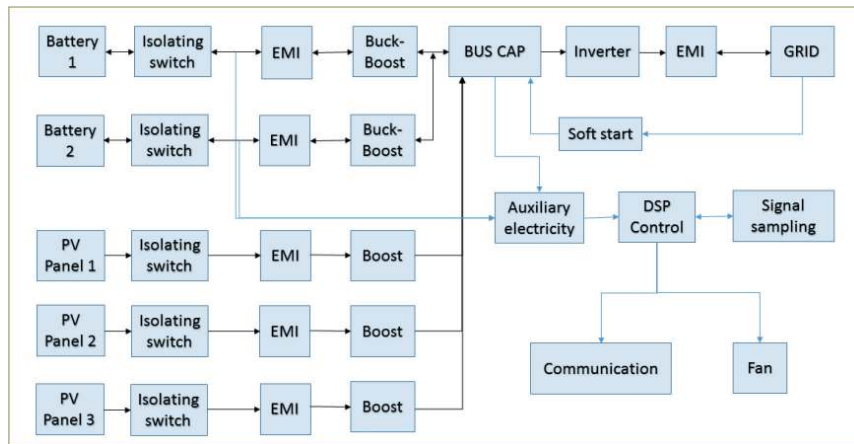 Battery
1
Isolating
switch
EMI
Buck-
Boost
BUS CAP
Inverter
EMI
GRID
Soft start
Battery
2
Isolating
switch
EMI
Buck-
Boost
Auxiliary
electricity
DSP
Control
Signal
sampling
PV
Panel 1
Isolating
switch
EMI
Boost
PV
Panel 2
Isolating
switch
EMI
Boost
Communication
Fan
PV
Panel 3
Isolating
switch
EMI
Boost